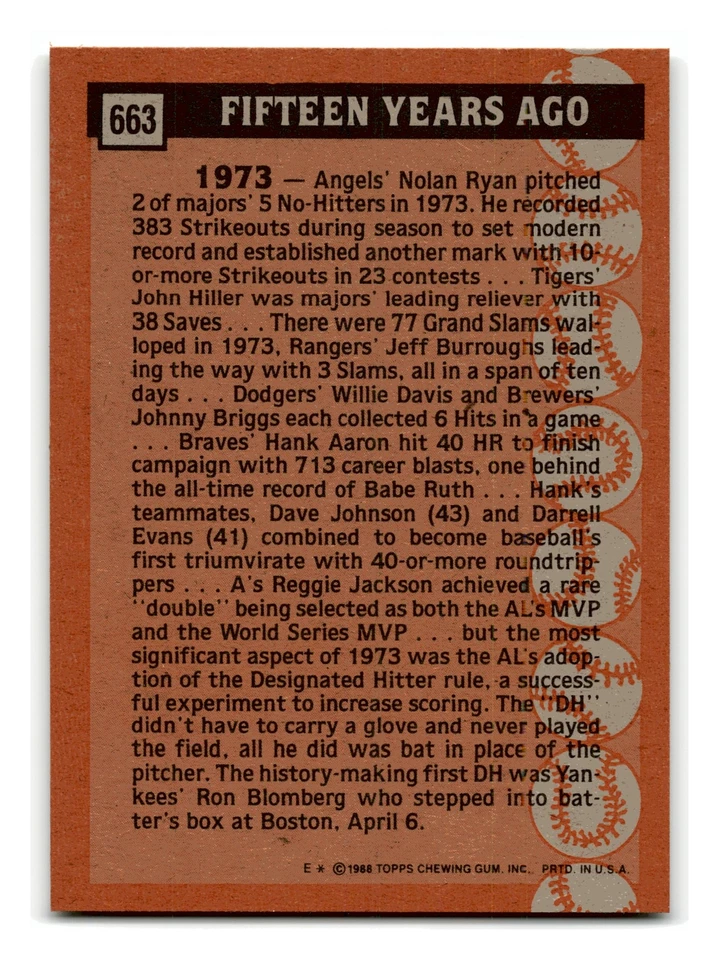 663
FIFTEEN YEARS AGO
1973 — Angels' Nolan Ryan pitched
2 of majors' 5 No-Hitters in 1973. He recorded
383 Strikeouts during season to set modern
record and established another mark with 10-
or-more Strikeouts in 23 contests . . . Tigers'
John Hiller was majors' leading reliever with
38 Saves . . . There were 77 Grand Slams wal-
loped in 1973, Rangers' Jeff Burroughs lead-
ing the way with 3 Slams, all in a span of ten
days . . . Dodgers' Willie Davis and Brewers'
Johnny Briggs each collected 6 Hits in a game
. . . Braves' Hank Aaron hit 40 HR to finish
campaign with 713 career blasts, one behind
the all-time record of Babe Ruth . . . Hank's
teammates, Dave Johnson (43) and Darrell
Evans (41) combined to become baseball's
first triumvirate with 40-or-more roundtrip-
pers . . . A's Reggie Jackson achieved a rare
"double" being selected as both the AL's MVP
and the World Series MVP . . . but the most
significant aspect of 1973 was the AL's adop-
tion of the Designated Hitter rule, a success-
ful experiment to increase scoring. The "DH"
didn't have to carry a glove and never played
the field, all he did was bat in place of the
pitcher. The history-making first DH was Yan-
kees' Ron Blomberg who stepped into bat-
ter's box at Boston, April 6.
E * © 1988 TOPPS CHEWING GUM, INC. PRTD. IN U.S.A.